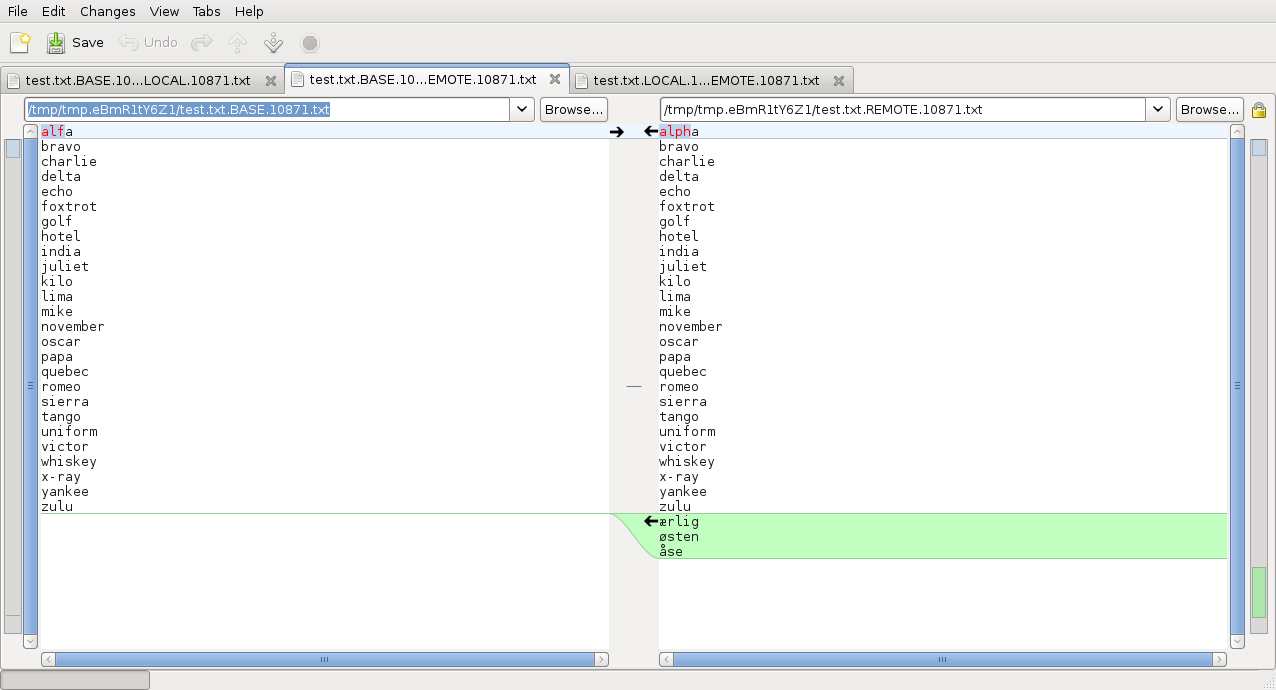 File Edit Changes View Tabs Help
Save Undo
test.txt.BASE.10...LOCAL.10871.txt test.txt.BASE.10...EMOTE.10871.txt test.txt.LOCAL.1...EMOTE.10871.txt
/tmp/tmp.eBmR1tY6Z1/test.txt.BASE.10871.txt Browse... /tmp/tmp.eBmR1tY6Z1/test.txt.REMOTE.10871.txt Browse...
alfa
bravo
charlie
delta
echo
foxtrot
golf
hotel
india
juliet
kilo
lima
mike
november
oscar
papa
quebec
romeo
sierra
tango
uniform
victor
whiskey
x-ray
yankee
zulu
alpha
bravo
charlie
delta
echo
foxtrot
golf
hotel
india
juliet
kilo
lima
mike
november
oscar
papa
quebec
romeo
sierra
tango
uniform
victor
whiskey
x-ray
yankee
zulu
ærlig
østen
åse